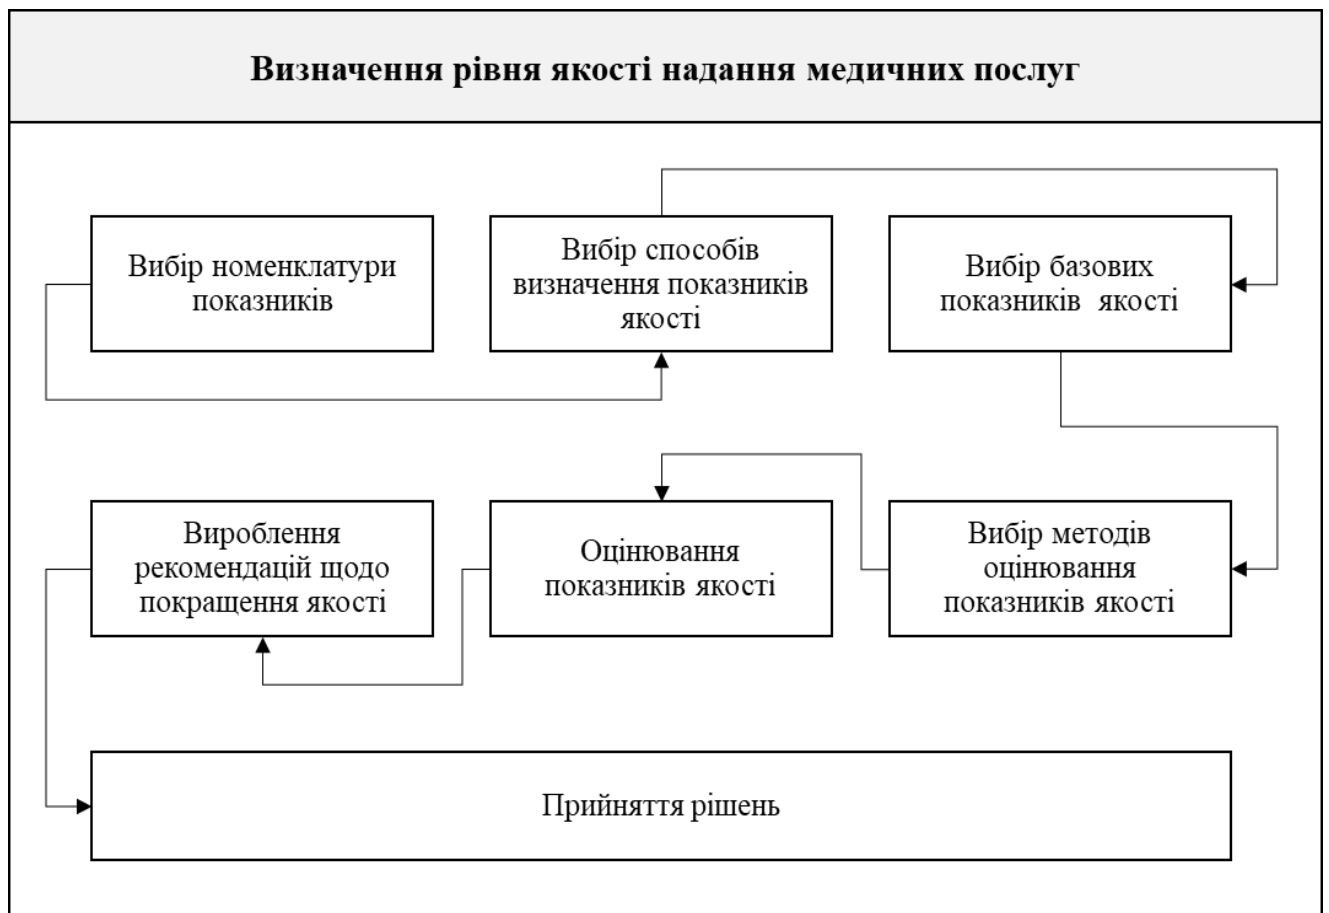 Визначення рівня якості надання медичних послуг
Вибір номенклатури
показників
Вибір способів
визначення показників
якості
Вибір базових
показників якості
Вироблення
рекомендацій щодо
покращення якості
Оцінювання
показників якості
Вибір методів
оцінювання
показників якості
Прийняття рішень